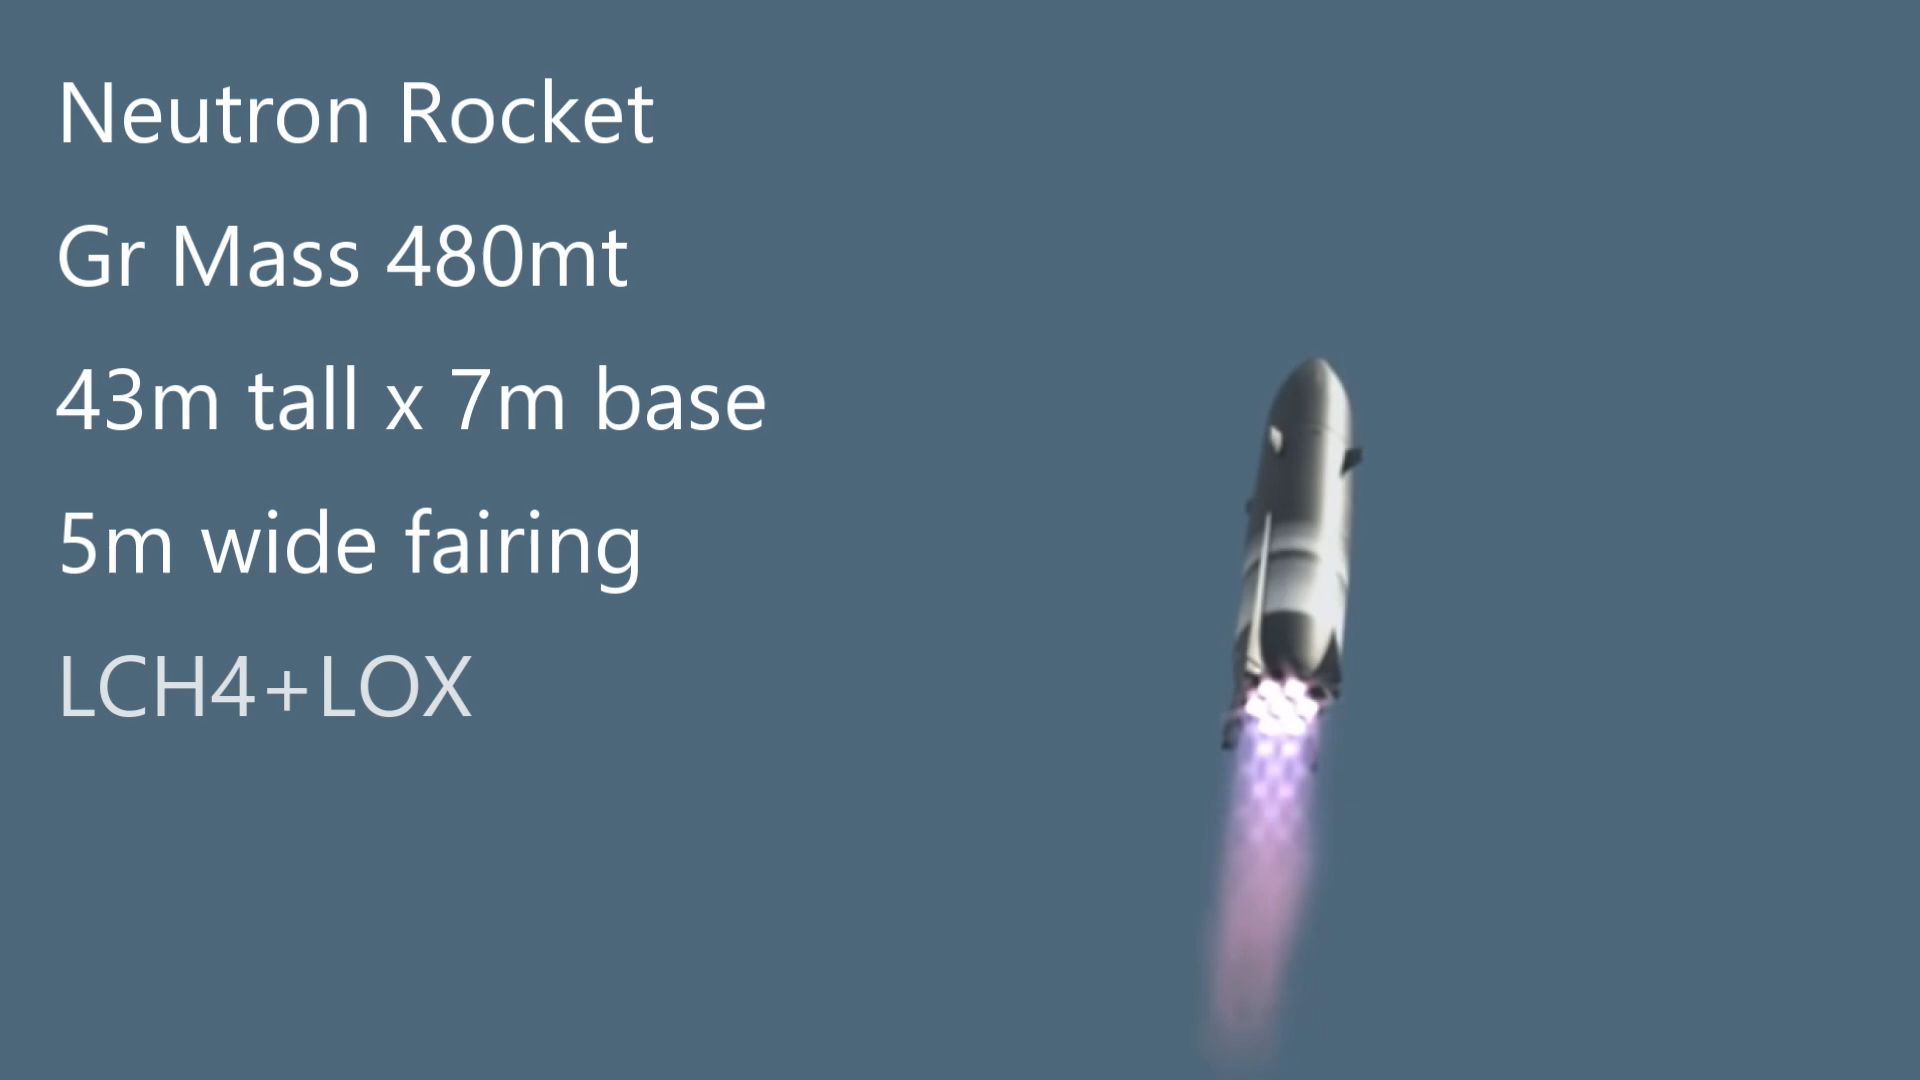 Neutron Rocket
Gr Mass 480mt
43m tall x 7m base
5m wide fairing
LCH4+LOX